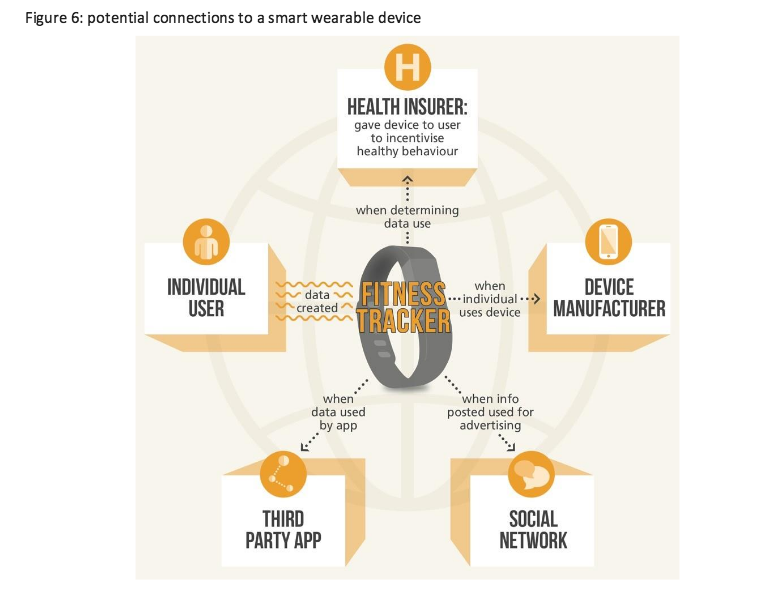 Figure 6: potential connections to a smart wearable device
H
HEALTH INSURER:
gave device to user
to incentivise
healthy behaviour
when determining
data use
INDIVIDUAL
USER
data
created
FITNESS
TRACKER
when
individual
uses device
DEVICE
MANUFACTURER
when
data used
by app
when info
posted used for
advertising
THIRD
PARTY APP
SOCIAL
NETWORK